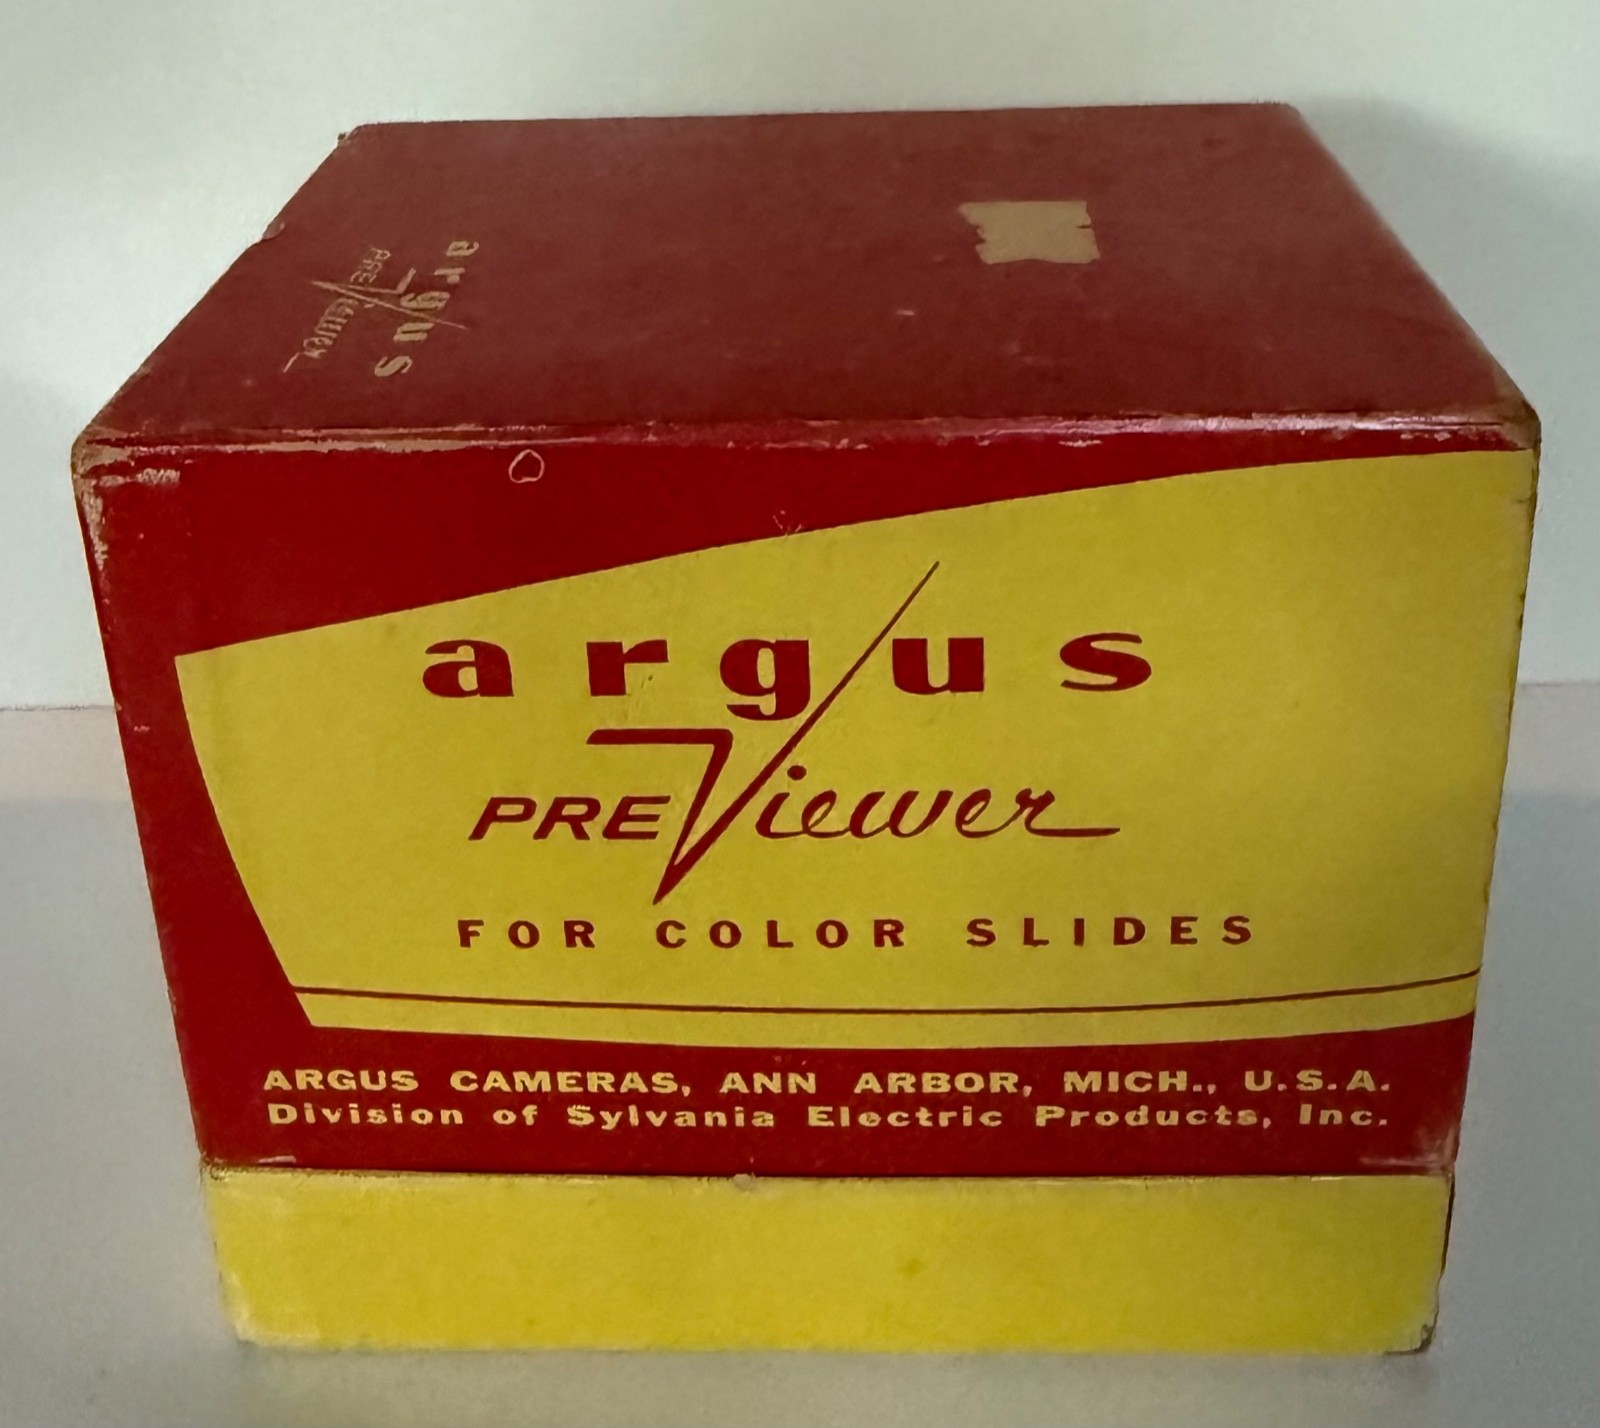 argus
PREViewer
argus
PREViewer
FOR COLOR SLIDES
ARGUS CAMERAS, ANN ARBOR, MICH., U.S.A.
Division of Sylvania Electric Products, Inc.